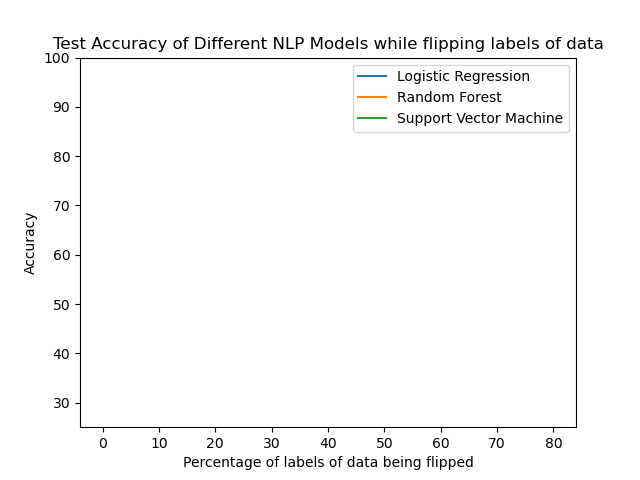 Test Accuracy of Different NLP Models while flipping labels of data
100
90
80
70
60
50
40
30
Accuracy
Logistic Regression
Random Forest
Support Vector Machine
0 10 20 30 40 50 60 70 80
Percentage of labels of data being flipped